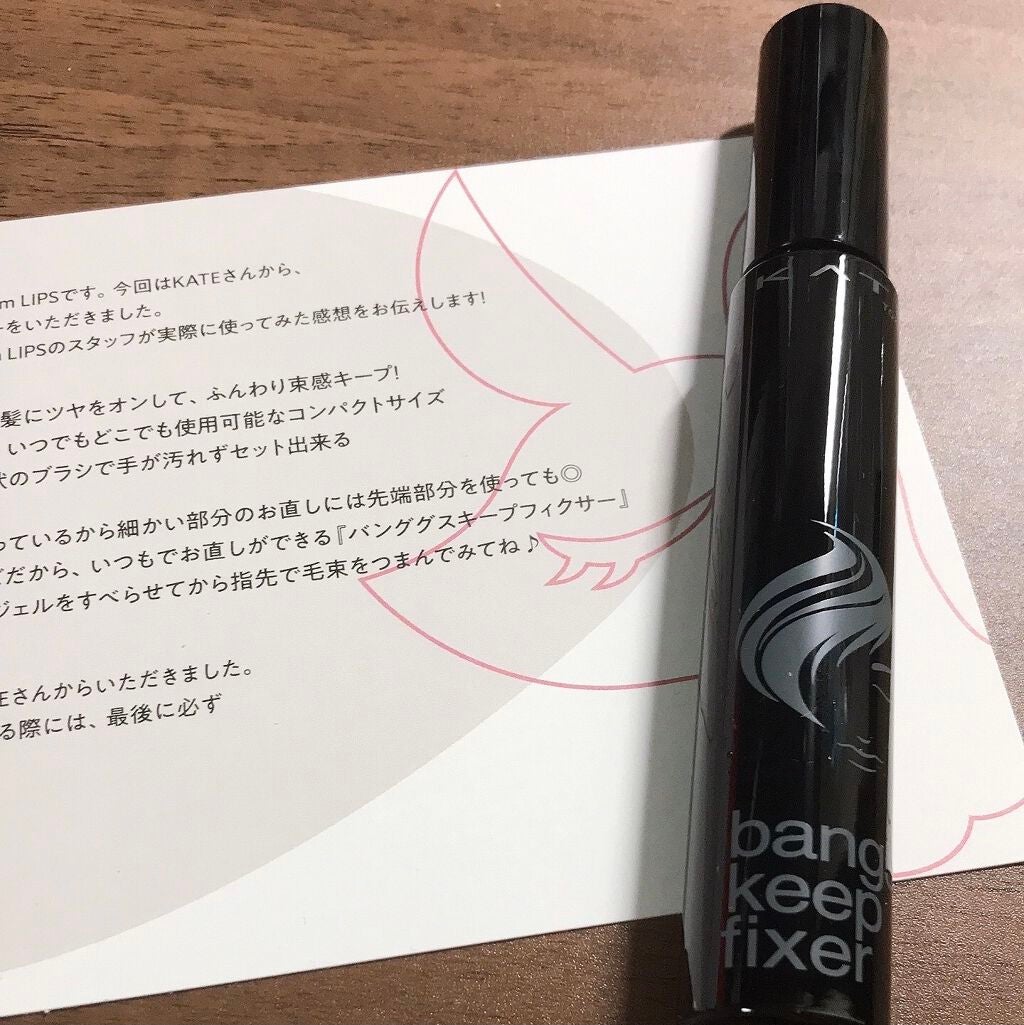 m LIPSです。今回はKATEさんから、
ーをいただきました。
LIPSのスタッフが実際に使ってみた感想をお伝えします!
髪にツヤをオンして、ふんわり束感キープ!
いつでもどこでも使用可能なコンパクトサイズ
状のブラシで手が汚れずセット出来る
っているから細かい部分のお直しには先端部分を使っても◎
だから、いつもでお直しができる『バンググスキープフィクサー』
ジェルをすべらせてから指先で毛束をつまんでみてね♪
さんからいただきました。
る際には、最後に必ず
KAT
bang
keep
fixer